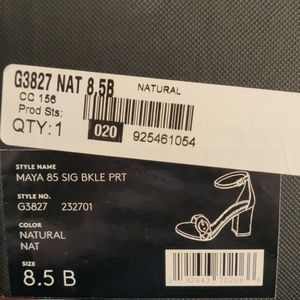 G3827 NAT 8.5B
NATURAL
CC 156
Prod Sts:
QTY:1
020
925461054
STYLE NAME
MAYA 85 SIG BKLE PRT
STYLE NO.
G3827 232701
COLOR
NATURAL
NAT
SIZE
8.5 B